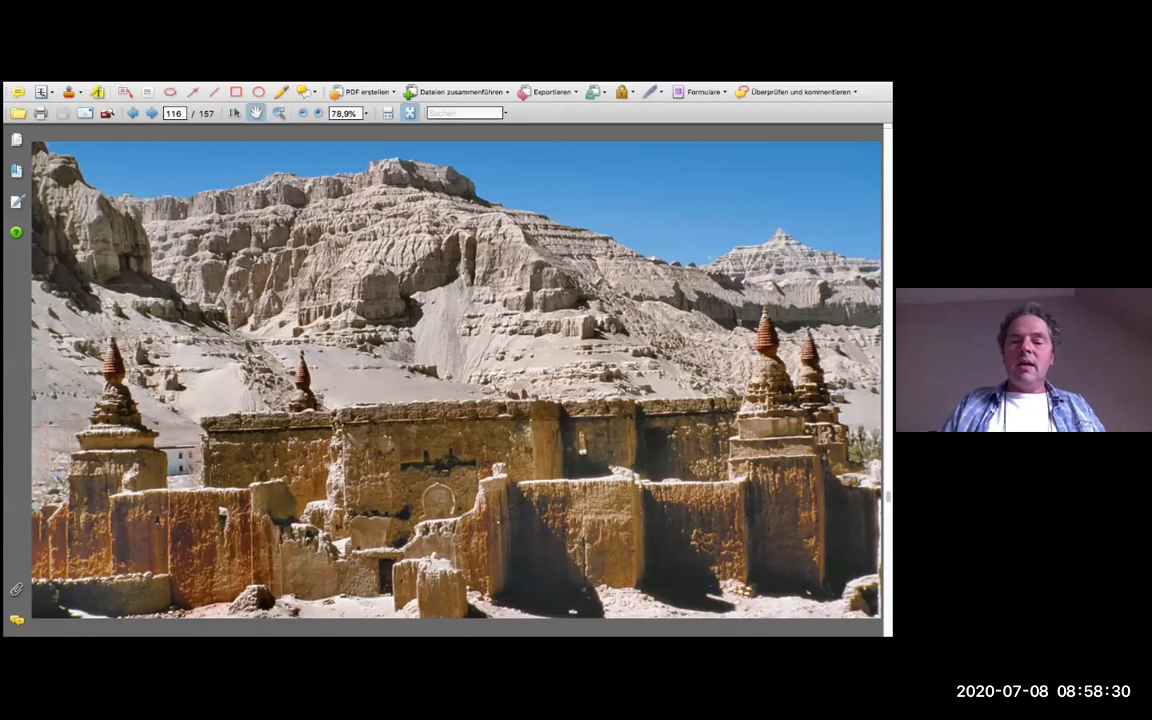 PDF erstellen Dateien zusammenführen Exportieren Formulare Überprüfen und kommentieren
116 / 157 78,9% Suchen
2020-07-08 08:58:30